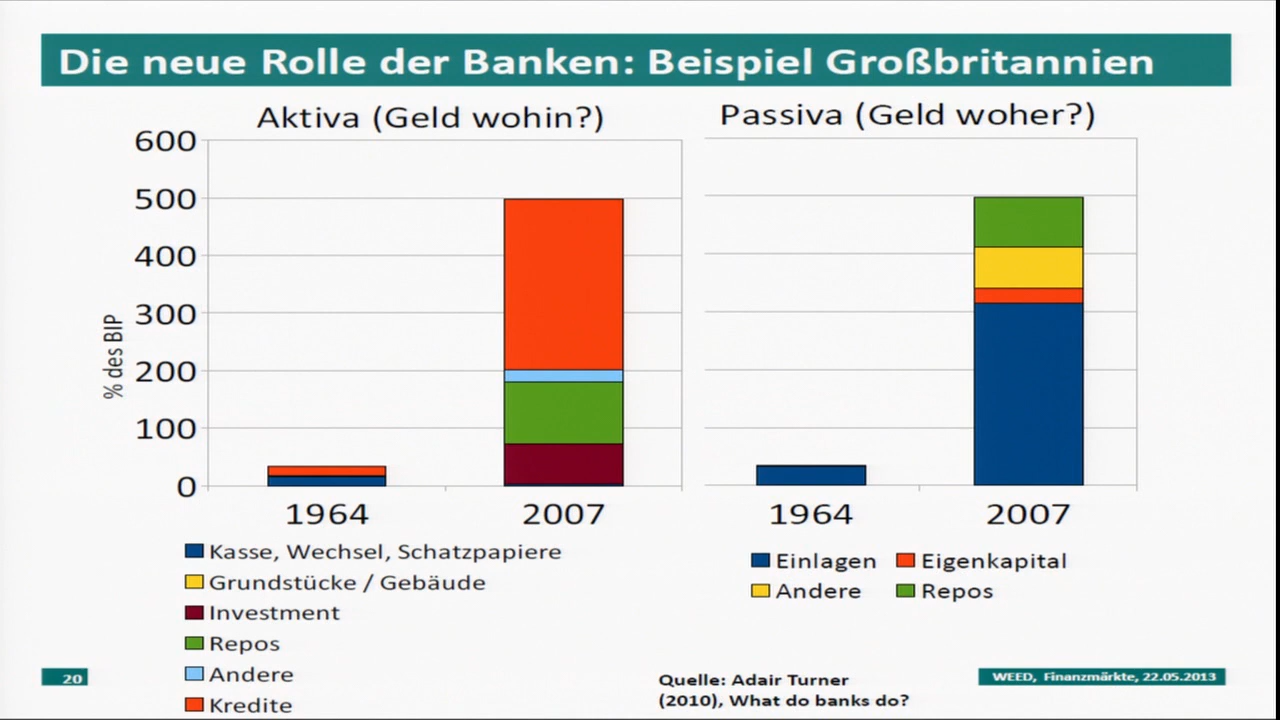 Die neue Rolle der Banken: Beispiel Großbritannien
Aktiva (Geld wohin?)
Passiva (Geld woher?)
% des BIP
600
500
400
300
200
100
0
1964
2007
1964
2007
Kasse, Wechsel, Schatzpapiere
Grundstücke / Gebäude
Investment
Repos
Andere
Kredite
Einlagen
Eigenkapital
Andere
Repos
20
Quelle: Adair Turner
(2010), What do banks do?
WEED, Finanzmärkte, 22.05.2013